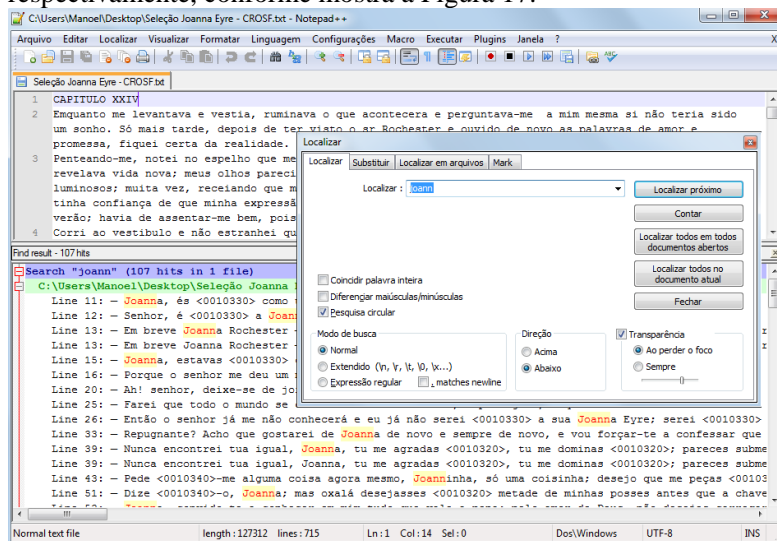 respectivamente, conforme mostra a Figura 17.
C:\Users\Manoel\Desktop\Seleção Joanna Eyre - CROSF.txt - Notepad++
Arquivo Editar Localizar Visualizar Formatar Linguagem Configurações Macro Executar Plugins Janela ? X
Seleção Joanna Eyre - CROSF.txt
1 CAPITULO XXIV
2 Emquanto me levantava e vestia, ruminava o que acontecera e perguntava-me a mim mesma si não teria sido
um sonho. Só mais tarde, depois de ter visto o sr Rochester e ouvido de novo as palavras de amor e
promessa, fiquei certa da realidade.
3 Penteando-me, notei no espelho que me
revelava vida nova; meus olhos pareci
luminosos; muita vez, receiando que m
tinha confiança de que minha expressã
verão; havia de assentar-me bem, pois
4 Corri ao vestibulo e não estranhei qu
Localizar
Localizar Substituir Localizar em arquivos Mark
Localizar : joann
Localizar próximo
Contar
Localizar todos em todos
documentos abertos
Localizar todos no
documento atual
Fechar
Coincidir palavra inteira
Diferençiar maiúsculas/minúsculas
Pesquisa circular
Modo de busca
Normal
Extendido (\n, \r, \t, \0, \x...)
Expressão regular . matches newline
Direção
Acima
Abaixo
Transparência
Ao perder o foco
Sempre
Find result - 107 hits
Search "joann" (107 hits in 1 file)
C:\Users\Manoel\Desktop\Seleção Joanna
Line 11: — Joanna, és <0010330> como
Line 12: — Senhor, é <0010330> a Joan
Line 13: — Em breve Joanna Rochester
Line 13: — Em breve Joanna Rochester
Line 15: — Joanna, estavas <0010330>
Line 16: — Porque o senhor me deu um
Line 20: — Ah! senhor, deixe-se de jo
Line 25: — Farei que todo o mundo se
Line 26: — Então o senhor já me não conhecerá e eu já não serei <0010330> a sua Joanna Eyre; serei <0010330>
Line 33: — Repugnante? Acho que gostarei de Joanna de novo e sempre de novo, e vou forçar-te a confessar que
Line 39: — Nunca encontrei tua igual, Joanna, tu me agradas <0010320>, tu me dominas <0010320>; pareces subme
Line 39: — Nunca encontrei tua igual, Joanna, tu me agradas <0010320>, tu me dominas <0010320>; pareces subme
Line 43: — Pede <0010340>-me alguma coisa agora mesmo, Joanninha, só uma coisinha; desejo que me peças <00103
Line 51: — Dize <0010340>-o, Joanna; mas oxalá desejasses <0010320> metade de minhas posses antes que a chave
Normal text file length : 127312 lines : 715 Ln : 1 Col : 14 Sel : 0 Dos\Windows UTF-8 INS